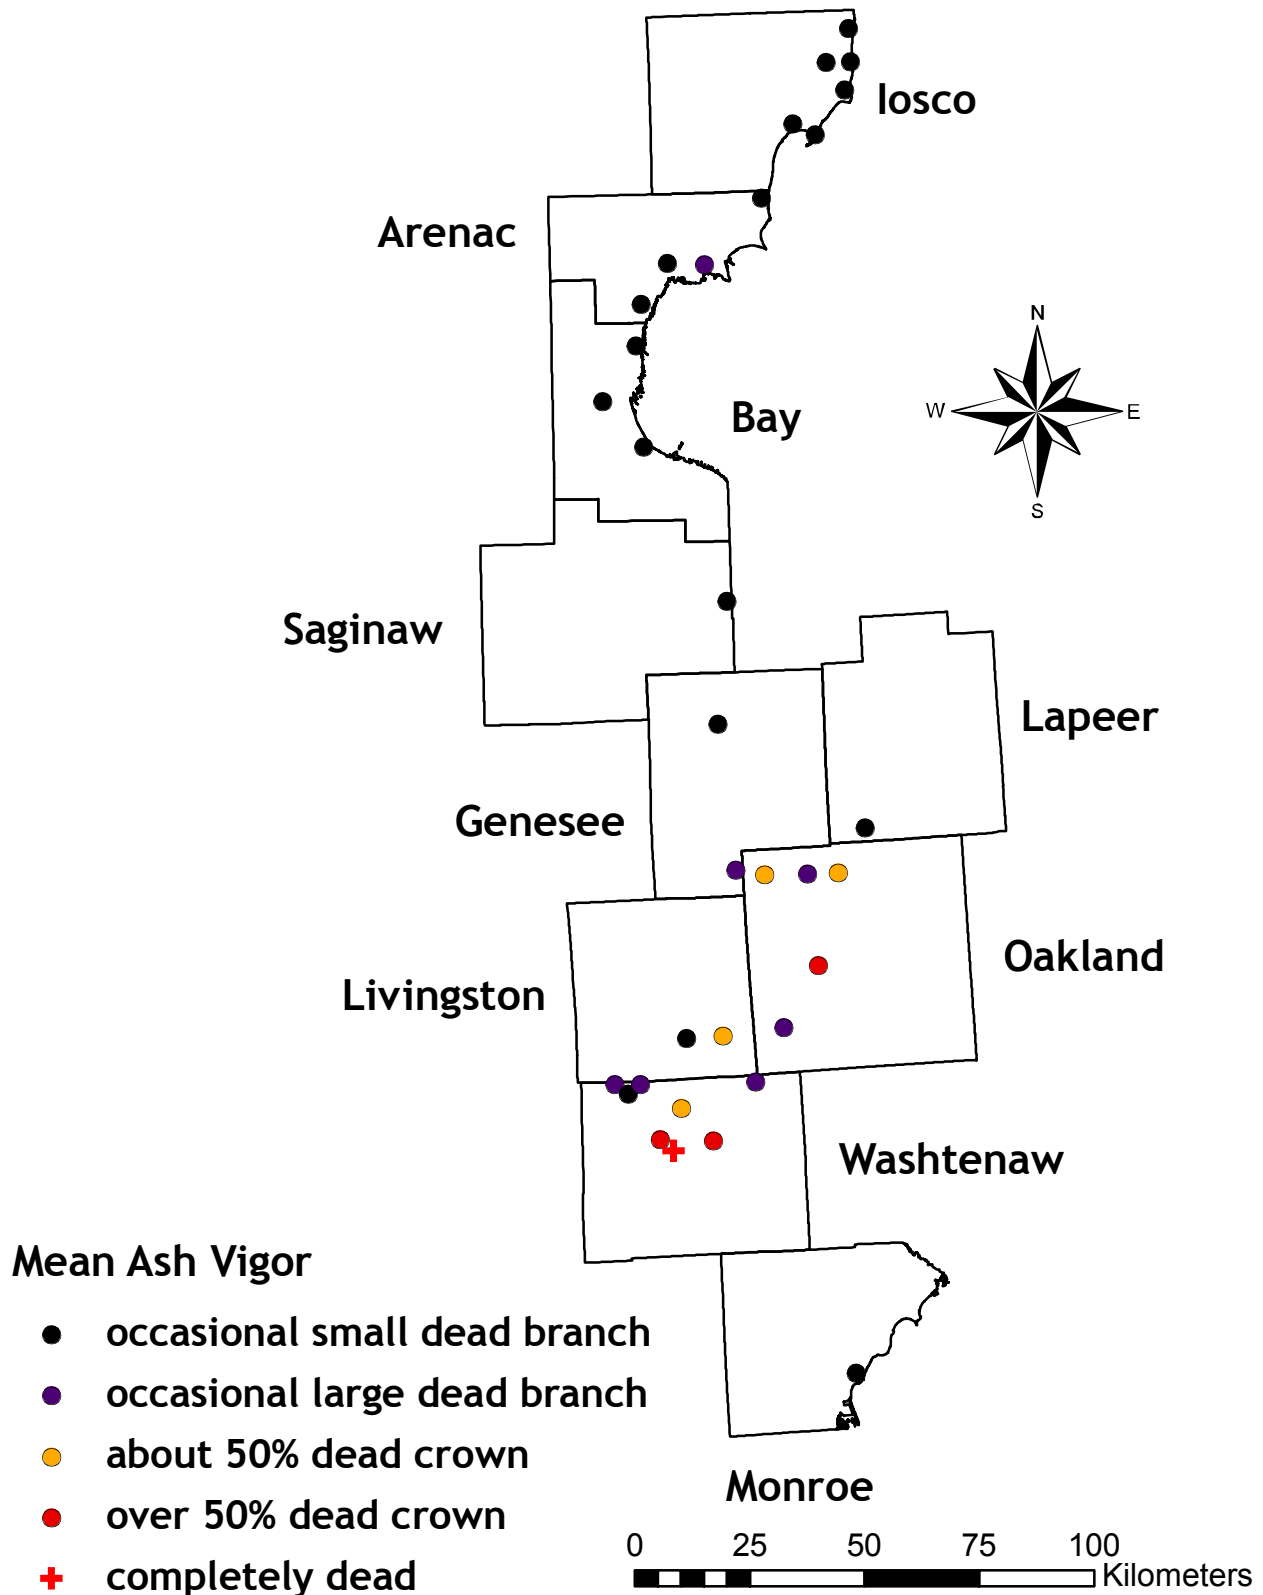 Iosco
Arenac
N
W
E
S
Bay
Saginaw
Lapeer
Genesee
Oakland
Livingston
Washtenaw
Mean Ash Vigor
occasional small dead branch
occasional large dead branch
about 50% dead crown
over 50% dead crown
completely dead
Monroe
0 25 50 75 100
Kilometers